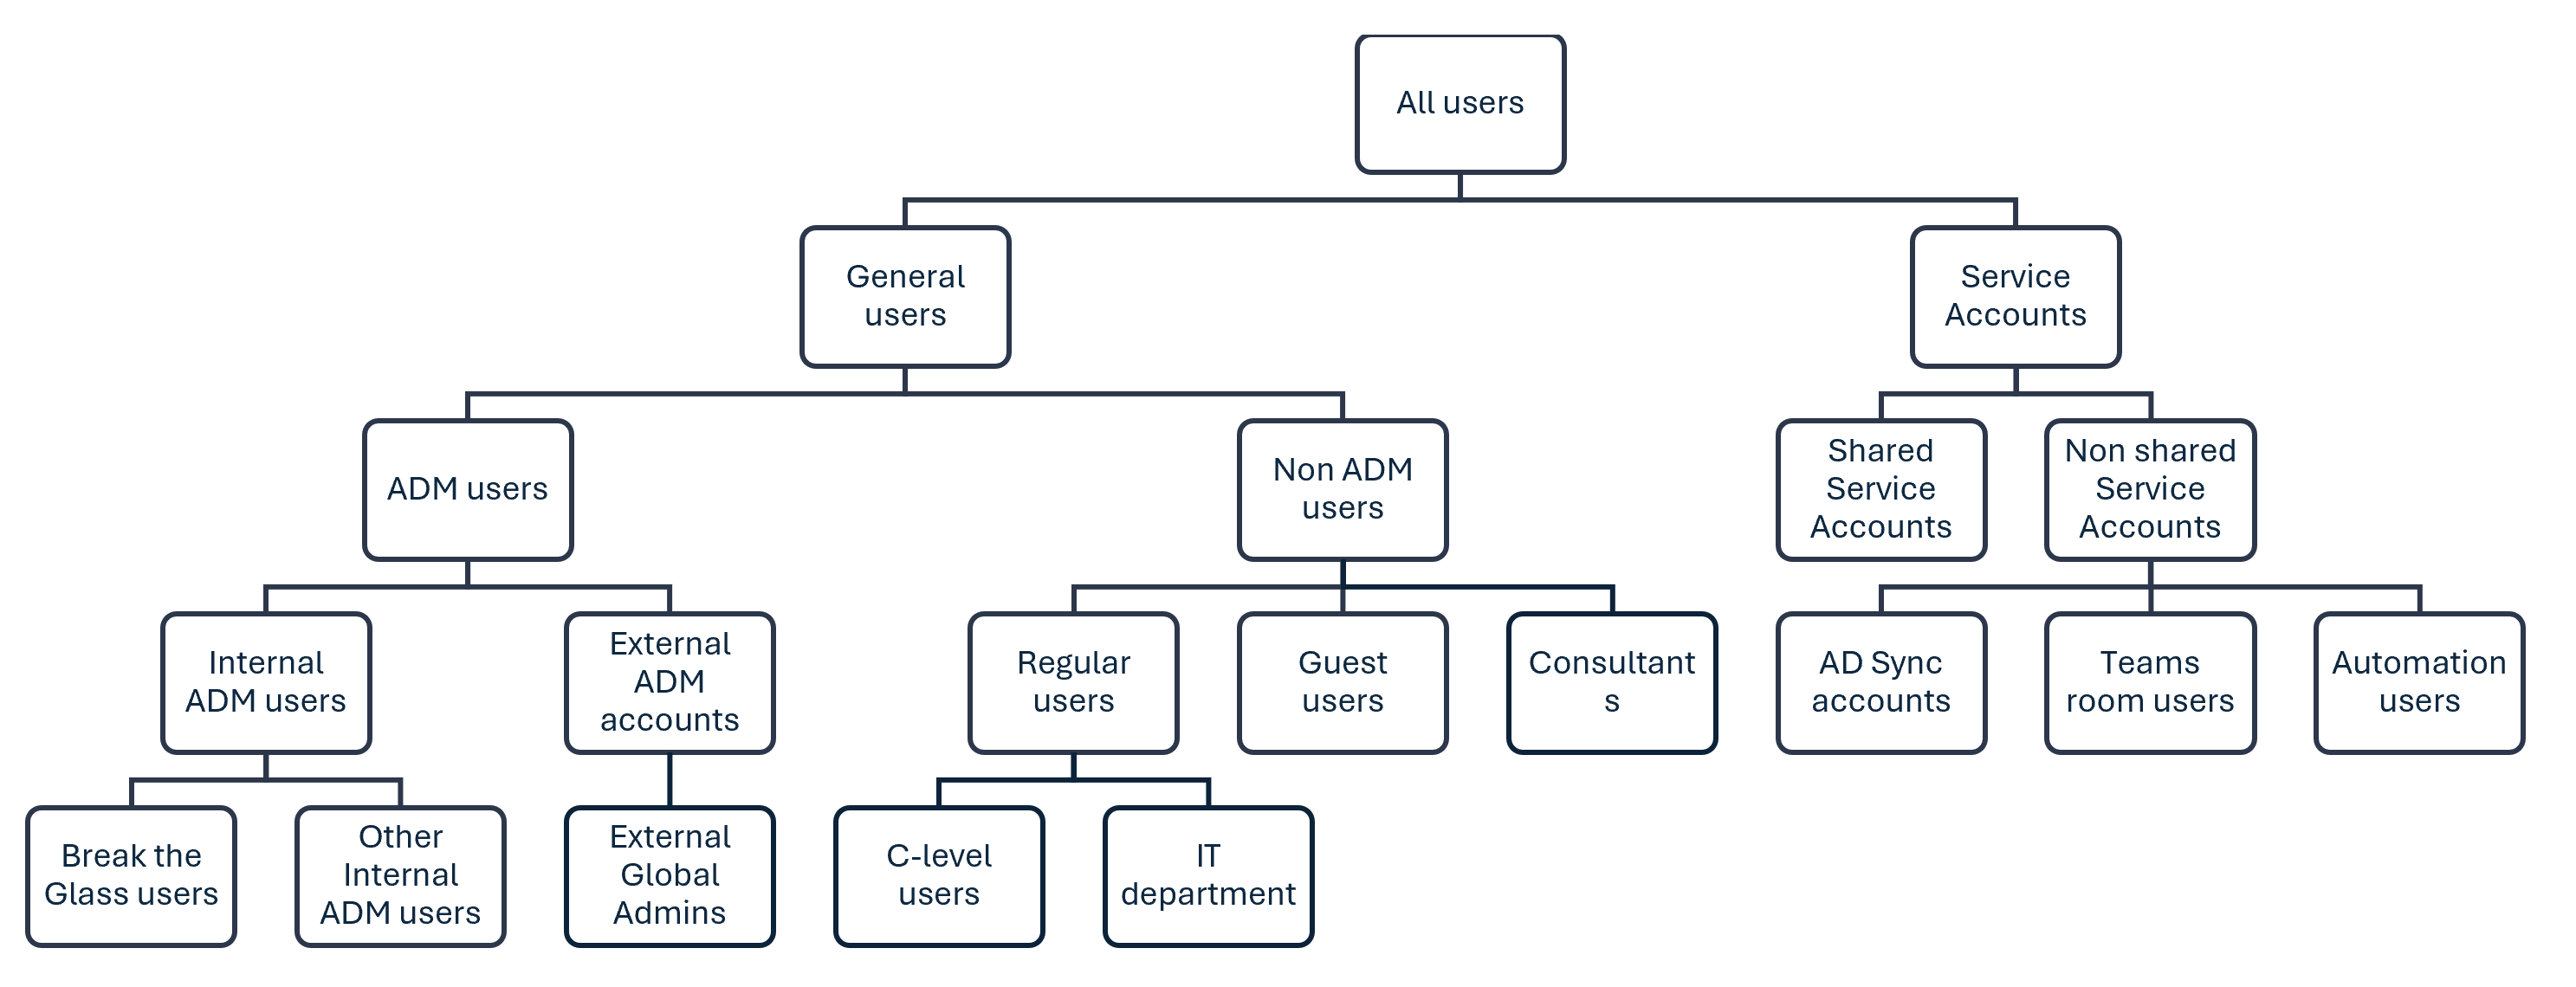 All users
General
users
Service
Accounts
ADM users
Non ADM
users
Shared
Service
Accounts
Non shared
Service
Accounts
Internal
ADM users
External
ADM
accounts
Regular
users
Guest
users
Consultant
s
AD Sync
accounts
Teams
room users
Automation
users
Break the
Glass users
Other
Internal
ADM users
External
Global
Admins
C-level
users
IT
department